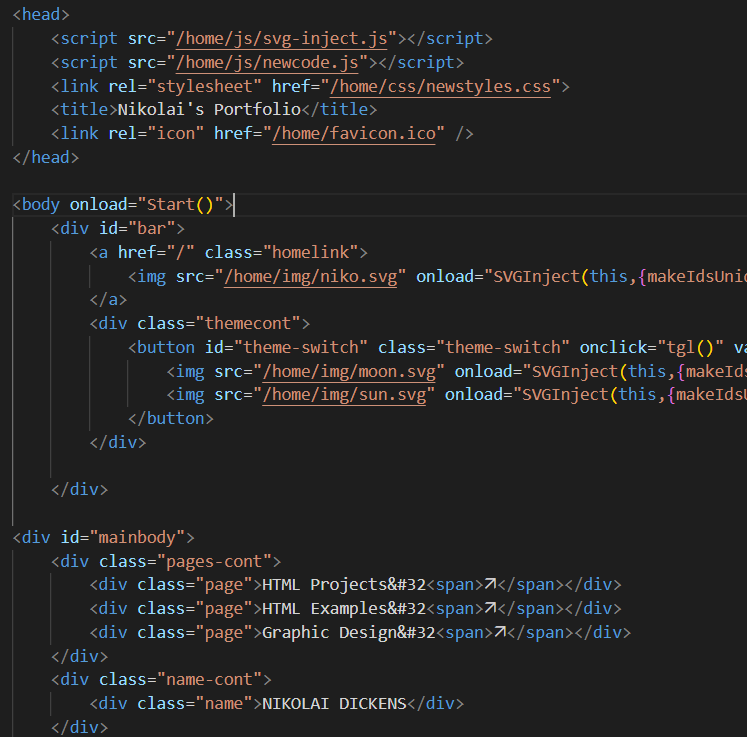 <head>
    <script src="/home/js/svg-inject.js"></script>
    <script src="/home/js/newcode.js"></script>
    <link rel="stylesheet" href="/home/css/newstyles.css">
    <title>Nikolai's Portfolio</title>
    <link rel="icon" href="/home/favicon.ico" />
</head>
<body onload="Start()">
    <div id="bar">
        <a href="/" class="homelink">
            <img src="/home/img/niko.svg" onload="SVGInject(this,{makeIdsUniq
        </a>
        <div class="themecont">
            <button id="theme-switch" class="theme-switch" onclick="tgl()" va
                <img src="/home/img/moon.svg" onload="SVGInject(this,{makeIds
                <img src="/home/img/sun.svg" onload="SVGInject(this,{makeIdsU
            </button>
        </div>
    </div>
<div id="mainbody">
    <div class="pages-cont">
        <div class="page">HTML Projects&#32<span>↗</span></div>
        <div class="page">HTML Examples&#32<span>↗</span></div>
        <div class="page">Graphic Design&#32<span>↗</span></div>
    </div>
    <div class="name-cont">
        <div class="name">NIKOLAI DICKENS</div>
    </div>